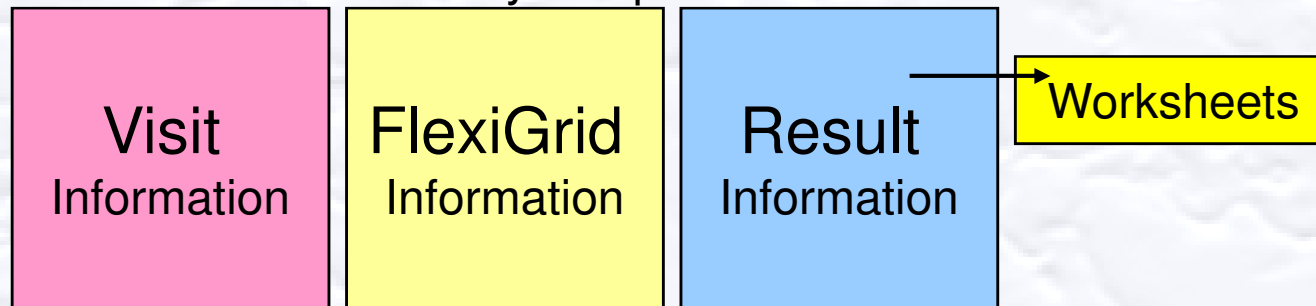 Visit
Information
FlexiGrid
Information
Result
Information
Worksheets